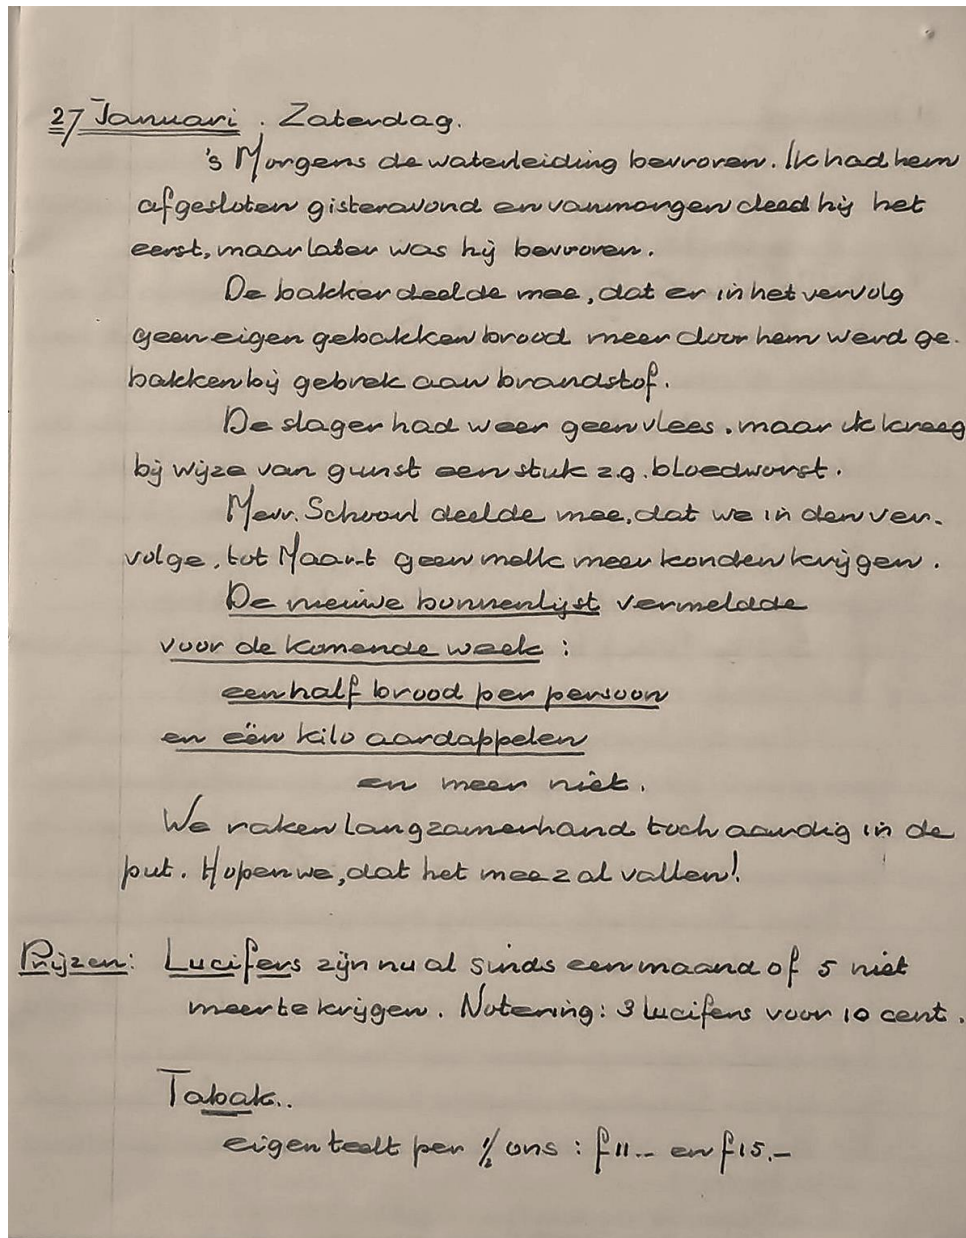 27 Januari . Zaterdag.
's Morgens de waterleiding bevroren. Ik had hem
afgesloten gisteravond en vanmorgen deed hij het
eerst, maar later was hij bevroren.
De bakker deelde mee, dat er in het vervolg
geen eigen gebakken brood meer door hem werd ge-
bakken bij gebrek aan brandstof.
De slager had weer geen vlees, maar ik kreeg
bij wijze van gunst een stuk z.g. bloedworst.
Mevr. Schoorl deelde mee, dat we in den ver-
volge, tot Maart geen melk meer konden krijgen.
De nieuwe bonnenlijst vermeldde
voor de komende week :
een half brood per persoon
en één kilo aardappelen
en meer niet.
We raken langzamerhand toch aardig in de
put. Hopen we, dat het mee zal vallen!
Prijzen: Lucifers zijn nu al sinds een maand of 5 niet
meer te krijgen. Notering: 3 lucifers voor 10 cent.
Tabak..
eigen teelt per 1/2 ons : f 11.- en f 15.-